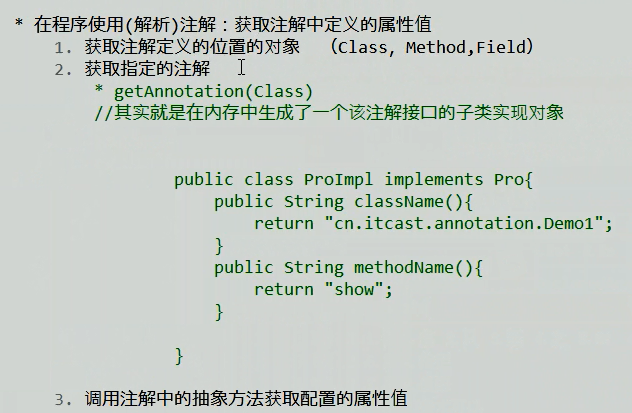 * 在程序使用(解析)注解：获取注解中定义的属性值
1. 获取注解定义的位置的对象 （Class, Method,Field）
2. 获取指定的注解
* getAnnotation(Class)
//其实就是在内存中生成了一个该注解接口的子类实现对象
public class ProImpl implements Pro{
public String className(){
return "cn.itcast.annotation.Demo1";
}
public String methodName(){
return "show";
}
}
3. 调用注解中的抽象方法获取配置的属性值